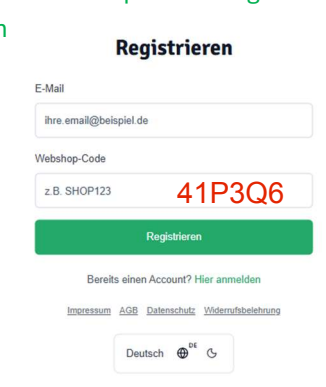 Registrieren
E-Mail
ihre.email@beispiel.de
Webshop-Code
z.B. SHOP123 41P3Q6
Registrieren
Bereits einen Account? Hier anmelden
Impressum AGB Datenschutz Widerrufsbelehrung
Deutsch DE